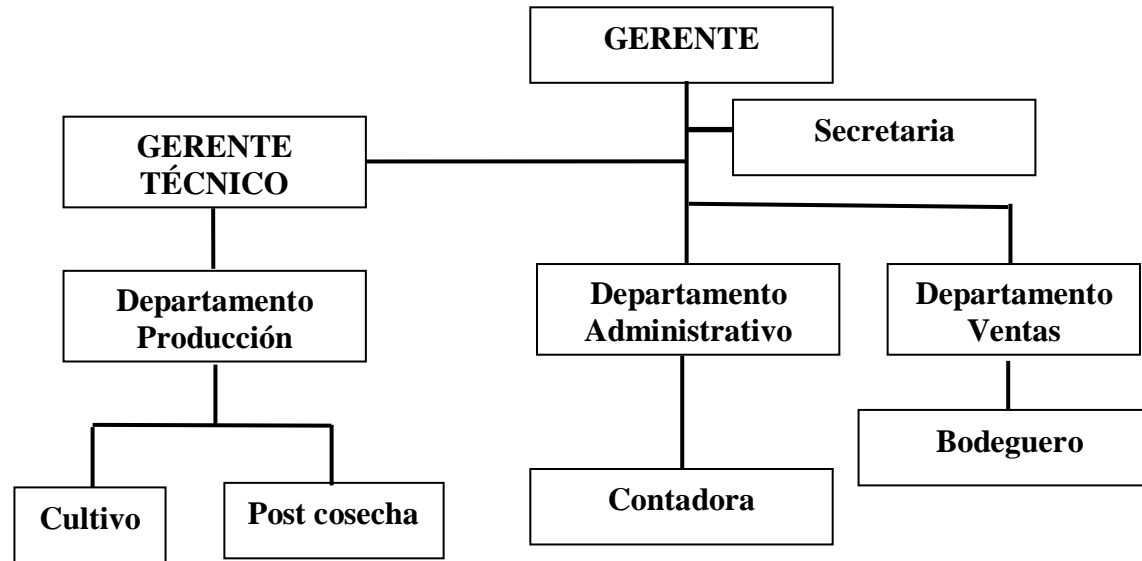 GERENTE
Secretaria
GERENTE
TÉCNICO
Departamento
Producción
Departamento
Administrativo
Departamento
Ventas
Bodeguero
Cultivo
Post cosecha
Contadora